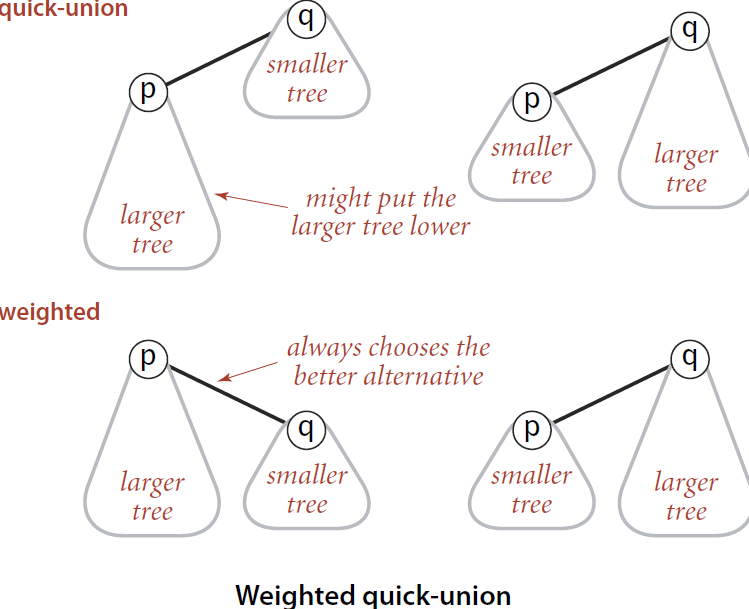 quick-union
q
smaller
tree
p
larger
tree
might put the
larger tree lower
q
p
smaller
tree
larger
tree
weighted
p
always chooses the
better alternative
q
larger
tree
smaller
tree
q
p
smaller
tree
larger
tree
Weighted quick-union